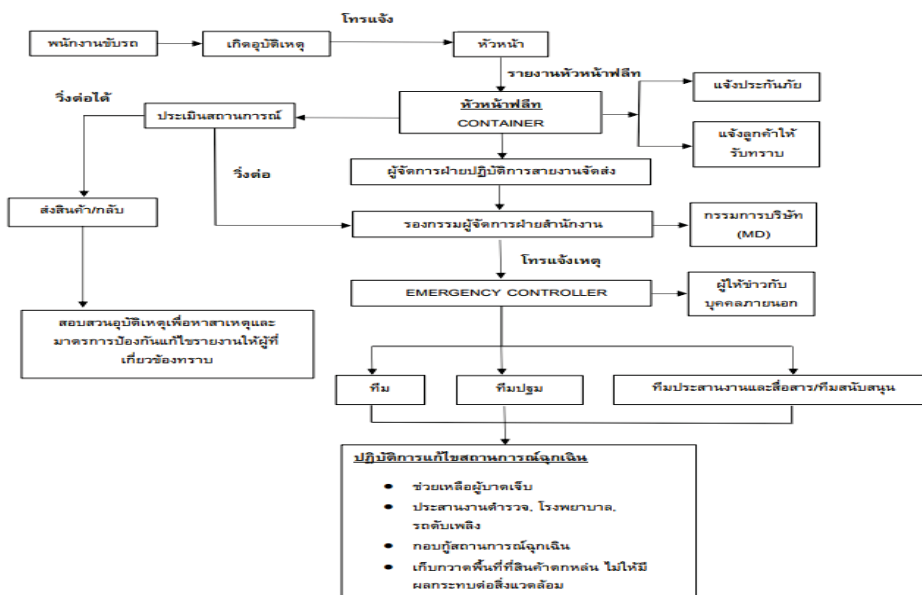 โทรแจ้ง
พนักงานขับรถ
เกิดอุบัติเหตุ
หัวหน้า
รายงานหัวหน้าฟลีท
แจ้งประกันภัย
วิ่งต่อได้
ประเมินสถานการณ์
หัวหน้าฟลีท
CONTAINER
แจ้งลูกค้าให้
รับทราบ
วิ่งต่อ
ผู้จัดการฝ่ายปฏิบัติการสายงานจัดส่ง
ส่งสินค้า/กลับ
รองกรรมผู้จัดการฝ่ายสำนักงาน
กรรมการบริษัท
(MD)
โทรแจ้งเหตุ
EMERGENCY CONTROLLER
ผู้ให้ข่าวกับ
บุคคลภายนอก
สอบสวนอุบัติเหตุเพื่อหาสาเหตุและ
มาตรการป้องกันแก้ไขรายงานให้ผู้ที่
เกี่ยวข้องทราบ
ทีม
ทีมปฐม
ทีมประสานงานและสื่อสาร/ทีมสนับสนุน
ปฏิบัติการแก้ไขสถานการณ์ฉุกเฉิน
● ช่วยเหลือผู้บาดเจ็บ
● ประสานงานตำรวจ, โรงพยาบาล,
รถดับเพลิง
● กอบกู้สถานการณ์ฉุกเฉิน
● เก็บกวาดพื้นที่ที่สินค้าตกหล่น ไม่ให้มี
ผลกระทบต่อสิ่งแวดล้อม